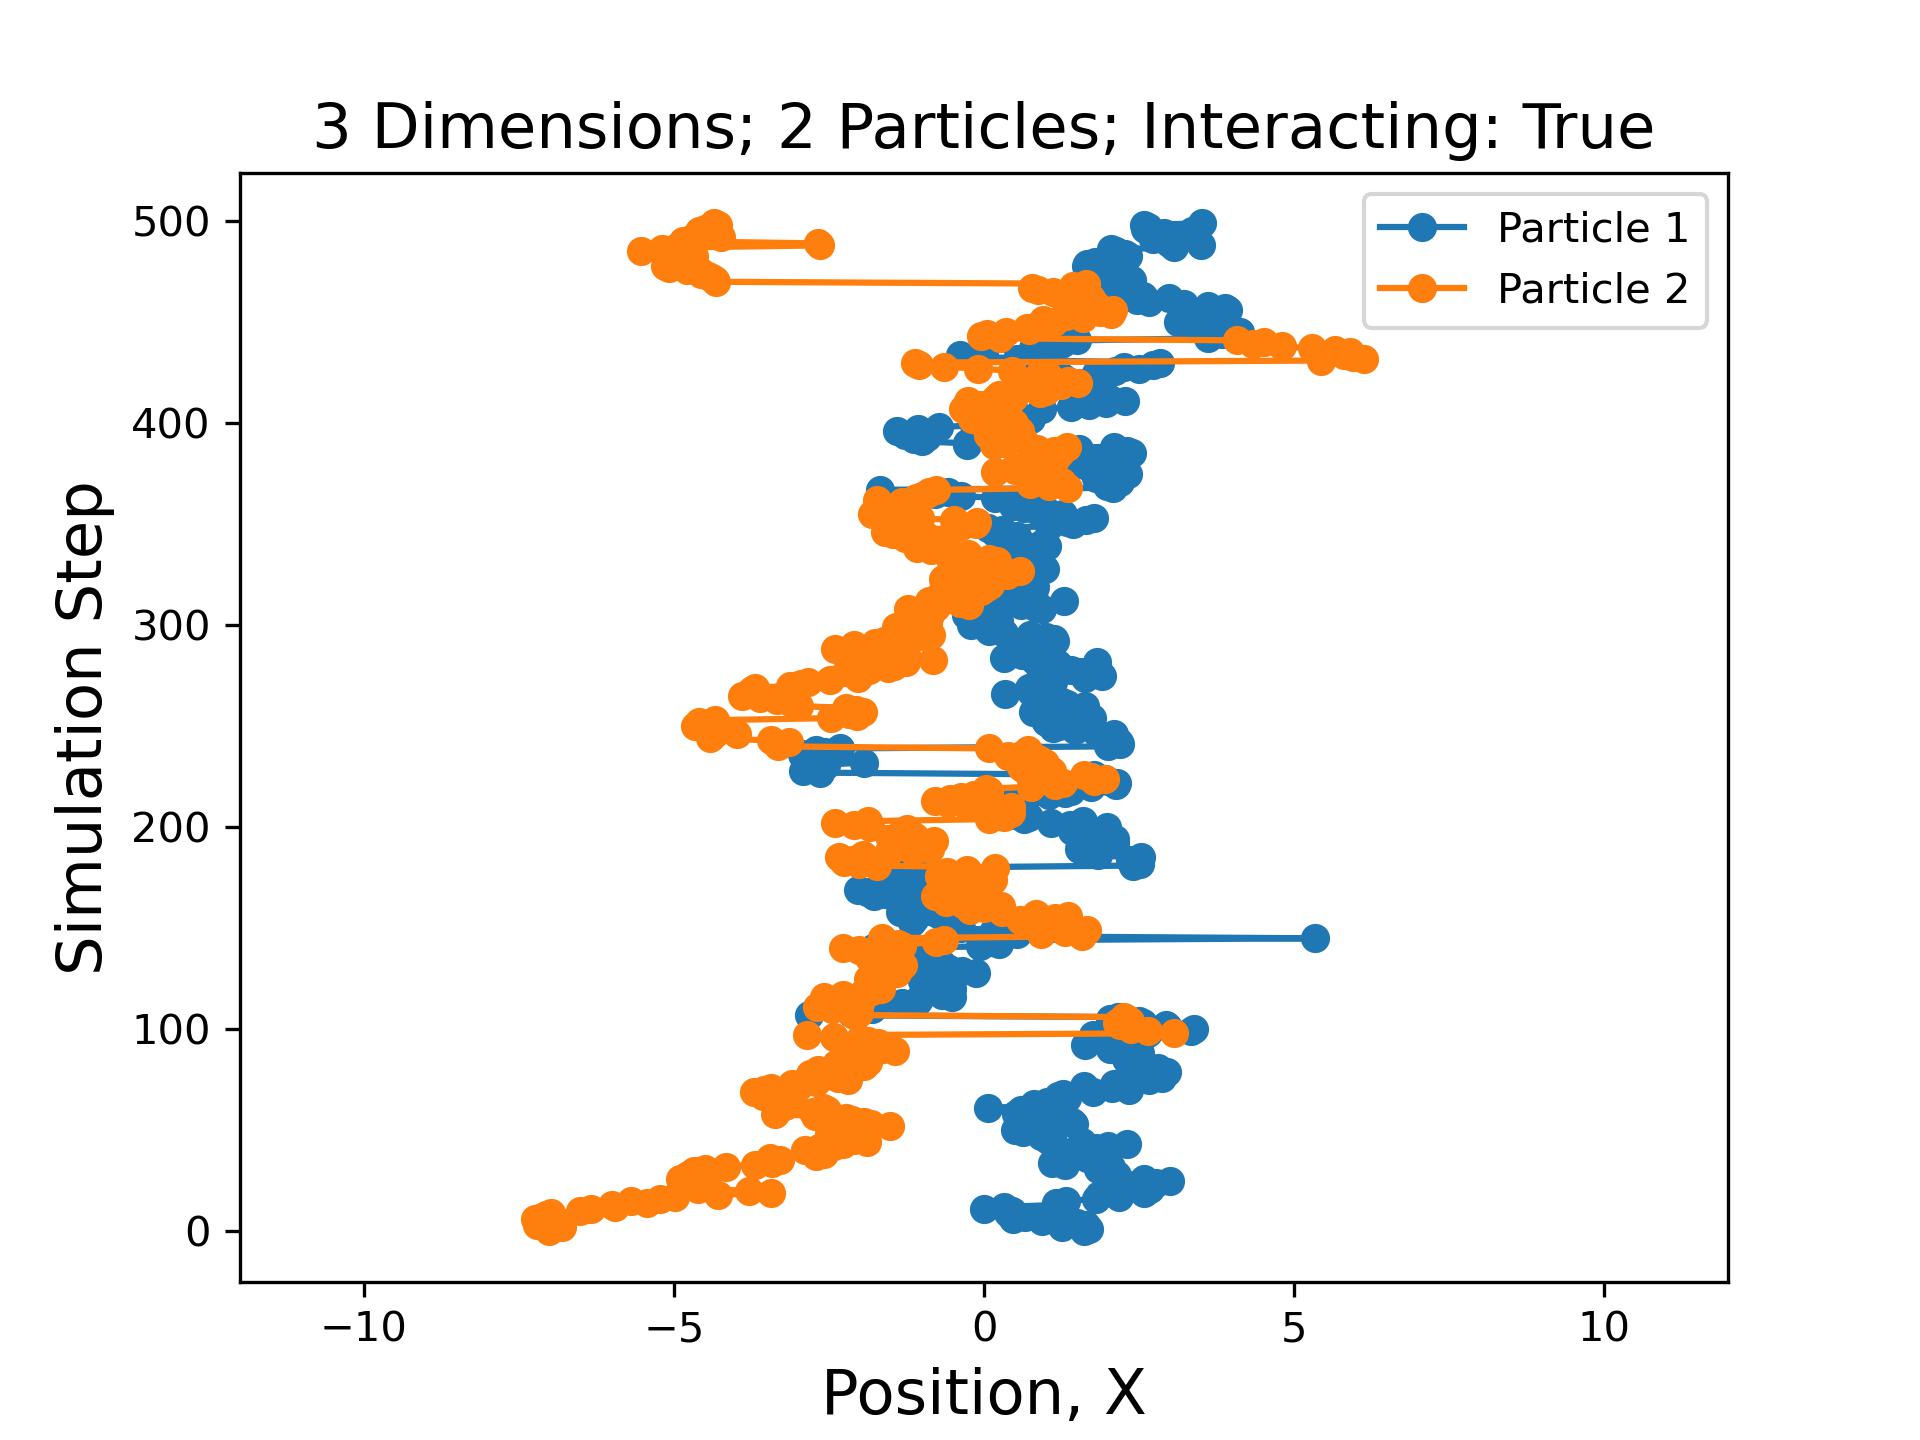 3 Dimensions; 2 Particles; Interacting: True
Particle 1
Particle 2
500
400
300
200
100
0
Simulation Step
−10
−5
0
5
10
Position, X